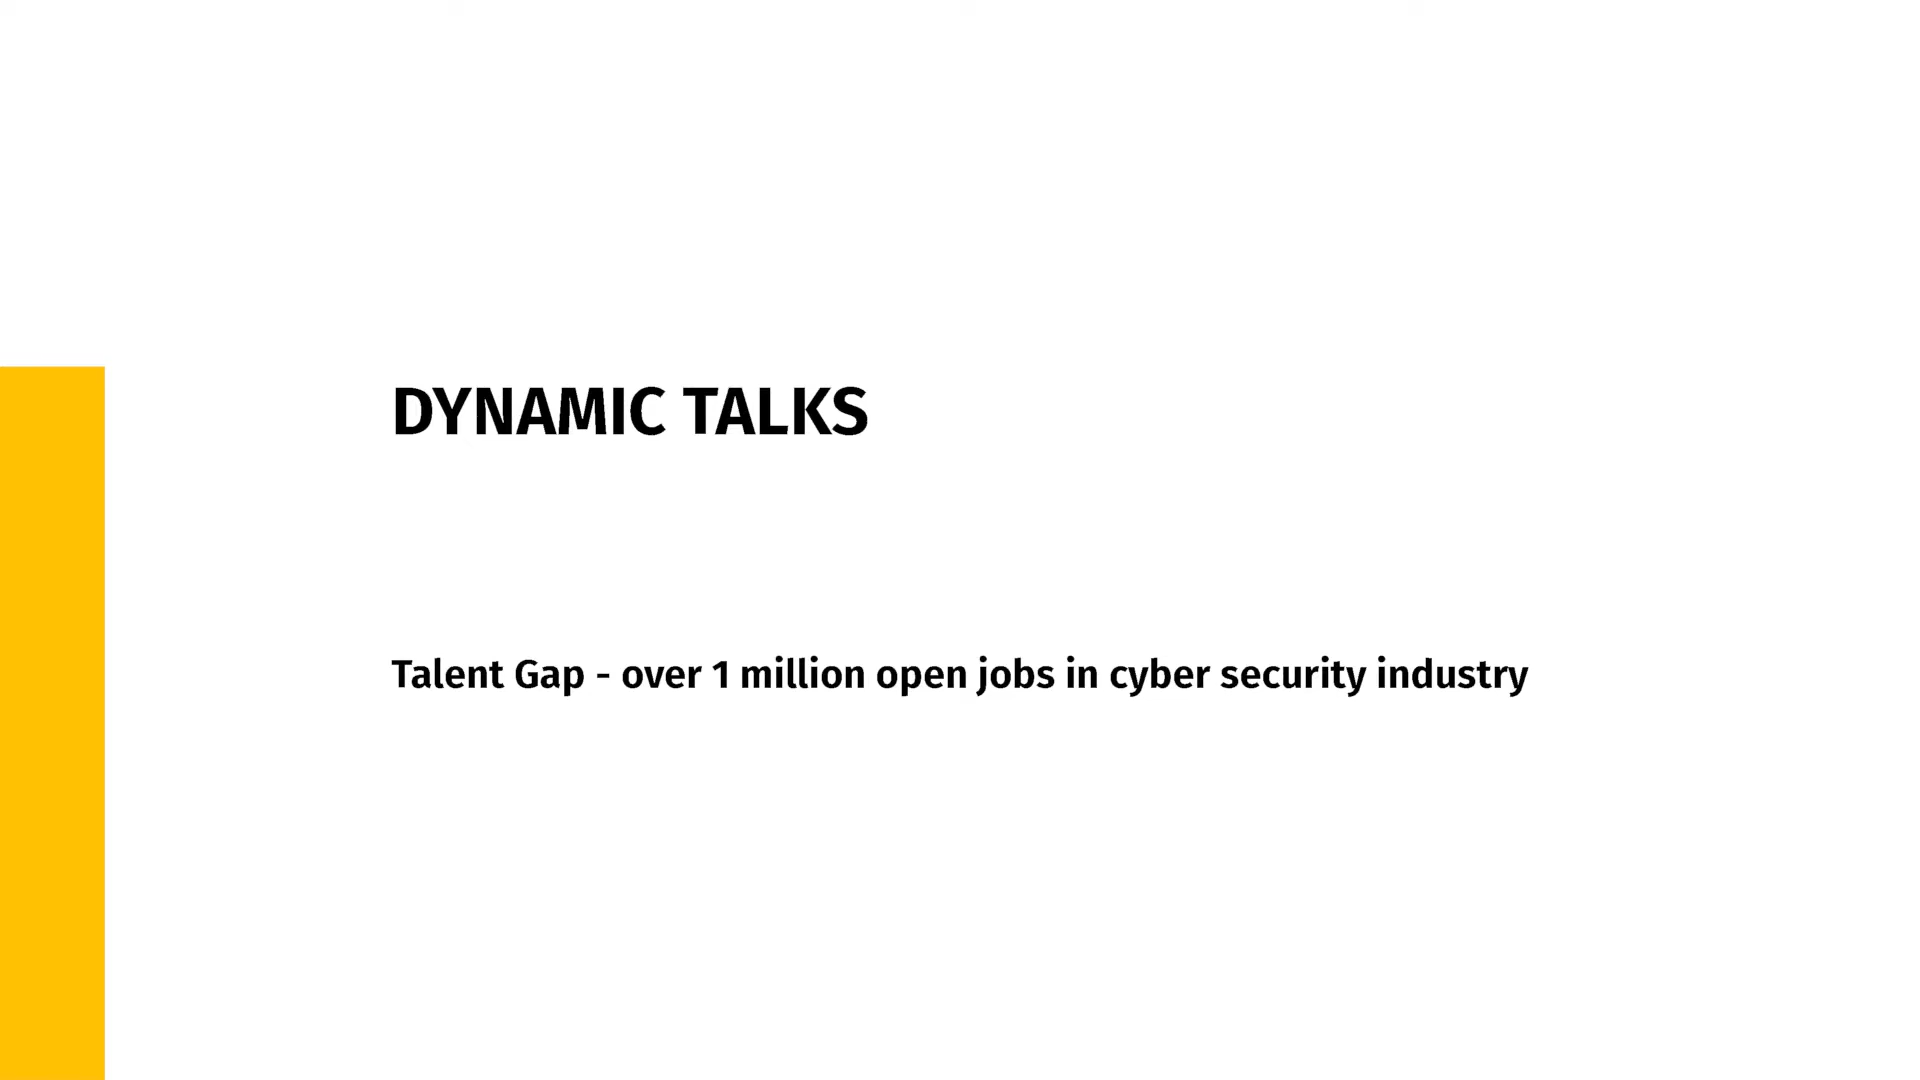 DYNAMIC TALKS
Talent Gap - over 1 million open jobs in cyber security industry